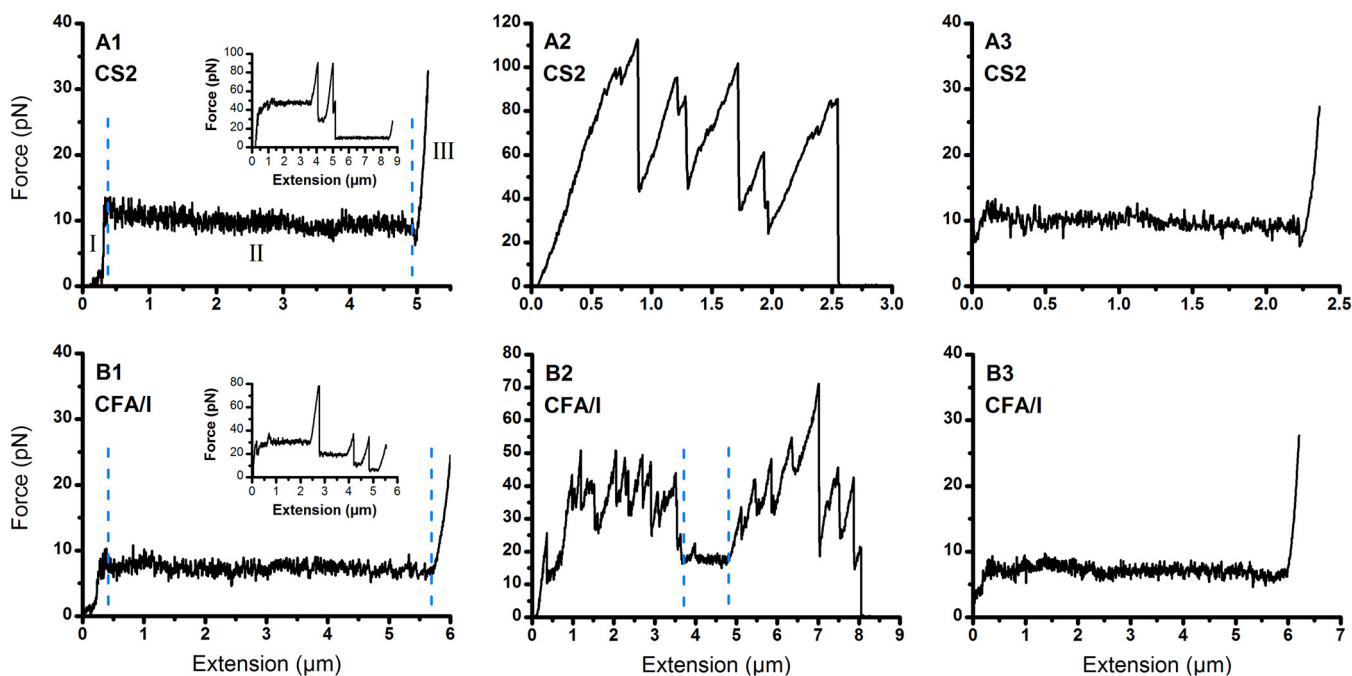 A1
CS2
Force (pN)
40
30
20
10
0
I
II
III
0 1 2 3 4 5
Force (pN)
100
80
60
40
20
0
0 1 2 3 4 5 6 7 8 9
Extension (µm)
A2
CS2
120
100
80
60
40
20
0
0.0 0.5 1.0 1.5 2.0 2.5 3.0
A3
CS2
40
30
20
10
0
0.0 0.5 1.0 1.5 2.0 2.5
B1
CFA/I
Force (pN)
40
30
20
10
0
0 1 2 3 4 5 6
Extension (µm)
Force (pN)
80
60
40
20
0
0 1 2 3 4 5 6
Extension (µm)
B2
CFA/I
80
70
60
50
40
30
20
10
0
0 1 2 3 4 5 6 7 8 9
Extension (µm)
B3
CFA/I
40
30
20
10
0
0 1 2 3 4 5 6 7
Extension (µm)